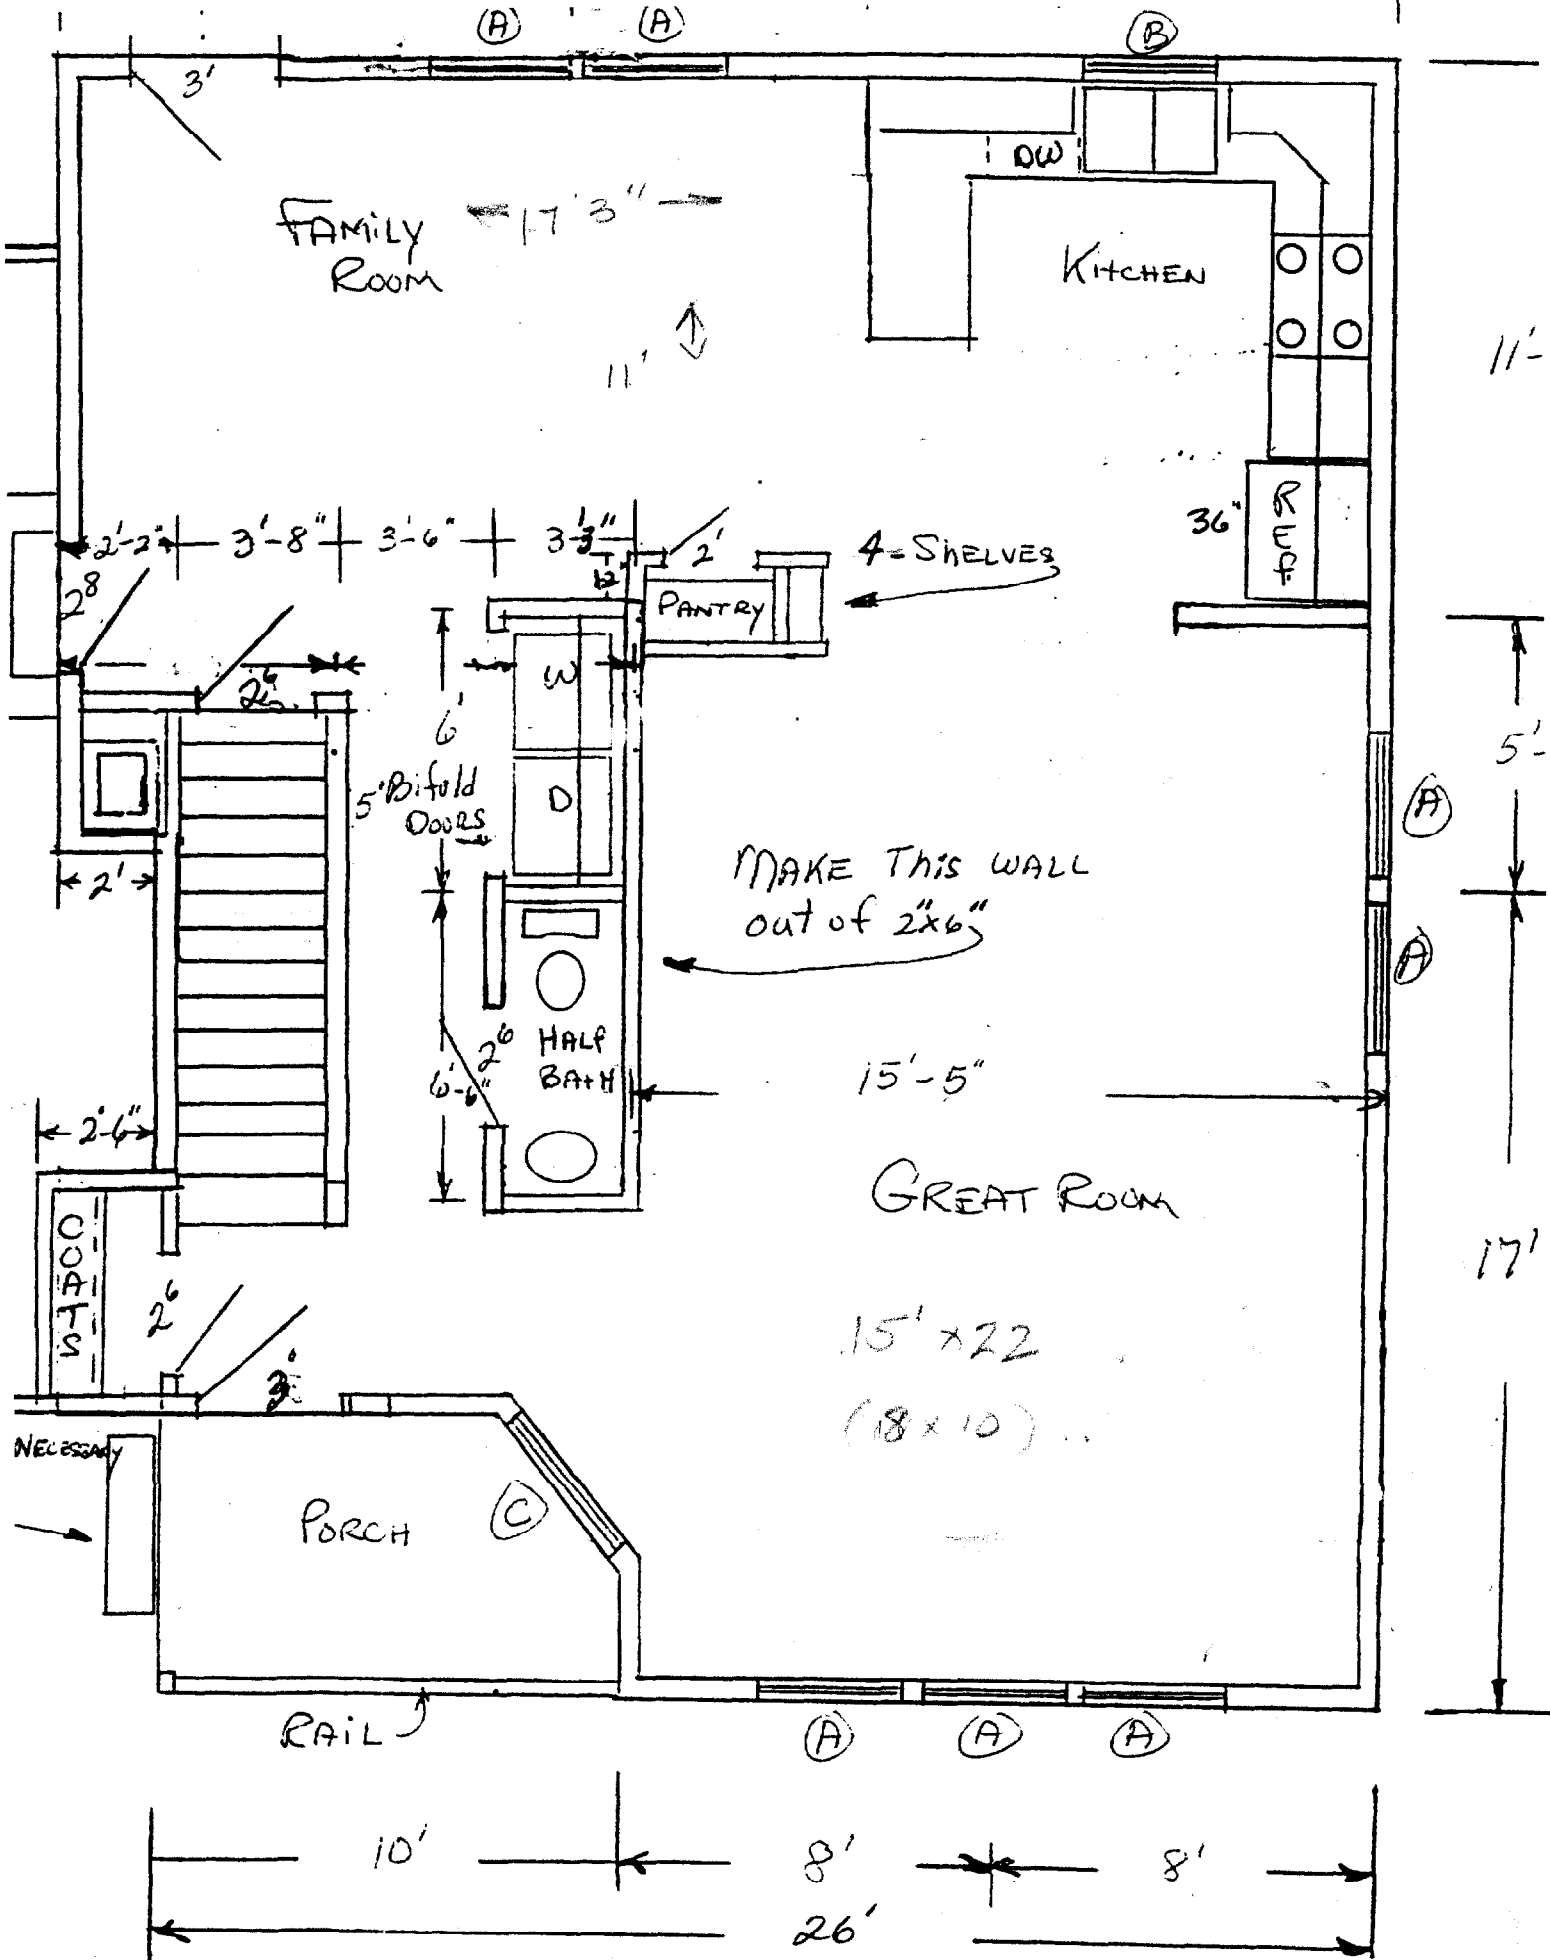 A
A
B
3'
DW
FAMILY
ROOM
17'3"
KITCHEN
11'
11'-
REF
36"
2'-2"
3'-8"
3'-6"
2'
4-SHELVES
12
PANTRY
2⁸
2⁶
W
6'
5'-
5' Bifold
DOORS
D
A
2'
MAKE This WALL
out of 2"x6"
A
HALF
BATH
2⁶
6'-6"
15'-5"
2'-6"
GREAT ROOM
COATS
17'
2⁶
15' x 22
3'
(18 x 10)
NECESSARY
PORCH
C
RAIL
A
A
A
10'
8'
8'
26'